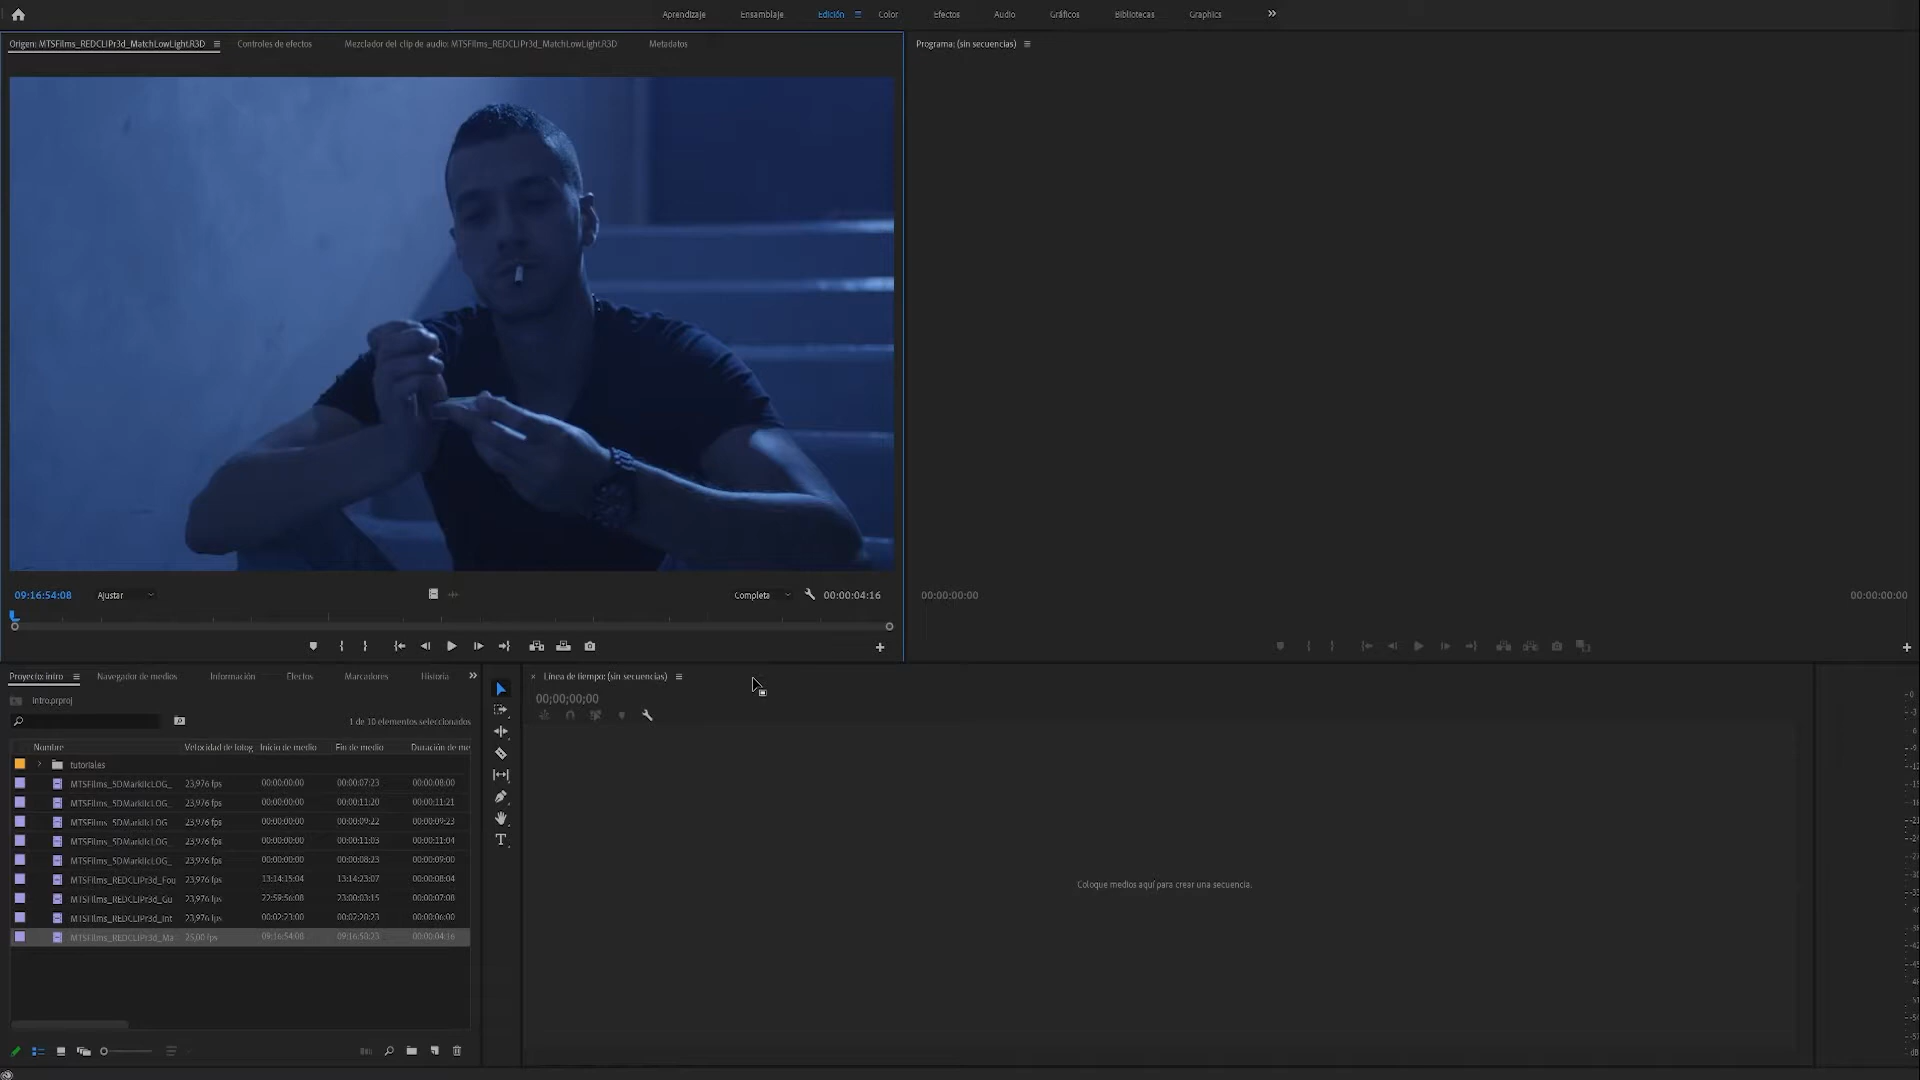 Aprendizaje Ensamblaje Edición Color Efectos Audio Gráficos Bibliotecas Graphics
Origen: MTSFilms_REDCLIPr3d_MatchLowLight.R3D Controles de efectos Mezclador del clip de audio: MTSFilms_REDCLIPr3d_MatchLowLight.R3D Metadatos
Programa: (sin secuencias)
09:16:54:08 Ajustar Completa 00:00:04:16
00:00:00:00 00:00:00:00
Proyecto: intro Navegador de medios Información Efectos Marcadores Historia
Línea de tiempo: (sin secuencias)
00;00;00;00
intro.prproj
1 de 10 elementos seleccionados
Nombre Velocidad de fotog Inicio de medio Fin de medio Duración de me
tutoriales
MTSFilms_5DMarkIIcLOG_ 23,976 fps 00:00:00:00 00:00:07:23 00:00:08:00
MTSFilms_5DMarkIIcLOG_ 23,976 fps 00:00:00:00 00:00:11:20 00:00:11:21
MTSFilms_5DMarkIIcLOG 23,976 fps 00:00:00:00 00:00:09:22 00:00:09:23
MTSFilms_5DMarkIIcLOG_ 23,976 fps 00:00:00:00 00:00:11:03 00:00:11:04
MTSFilms_5DMarkIIcLOG_ 23,976 fps 00:00:00:00 00:00:08:23 00:00:09:00
MTSFilms_REDCLIPr3d_Fou 23,976 fps 13:14:15:04 13:14:23:07 00:00:08:04
MTSFilms_REDCLIPr3d_Gu 23,976 fps 22:59:56:08 23:00:03:15 00:00:07:08
MTSFilms_REDCLIPr3d_Int 23,976 fps 00:02:23:00 00:02:28:23 00:00:06:00
MTSFilms_REDCLIPr3d_Ma 25,00 fps 09:16:54:08 09:16:58:23 00:00:04:16
Coloque medios aquí para crear una secuencia.
T
0
-3
dB